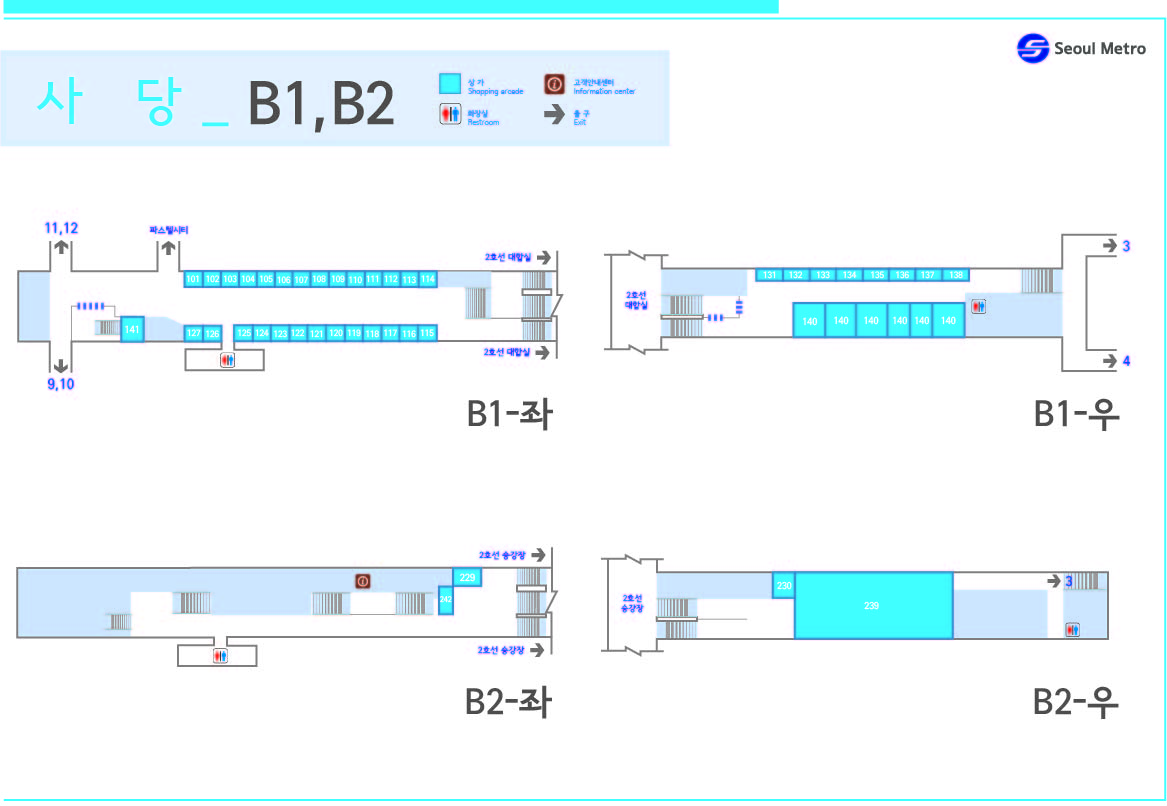 Seoul Metro
사 당 _ B1,B2
상 가
Shopping arcade
고객안내센터
Information center
화장실
Restroom
출 구
Exit
11,12
파스텔시티
2호선 대합실
101 102 103 104 105 106 107 108 109 110 111 112 113 114
141
127 126 125 124 123 122 121 120 119 118 117 116 115
2호선 대합실
9,10
B1-좌
3
2호선
대합실
131 132 133 134 135 136 137 138
140 140 140 140 140 140
4
B1-우
2호선 승강장
229
243
2호선 승강장
B2-좌
2호선
승강장
230
239
3
B2-우